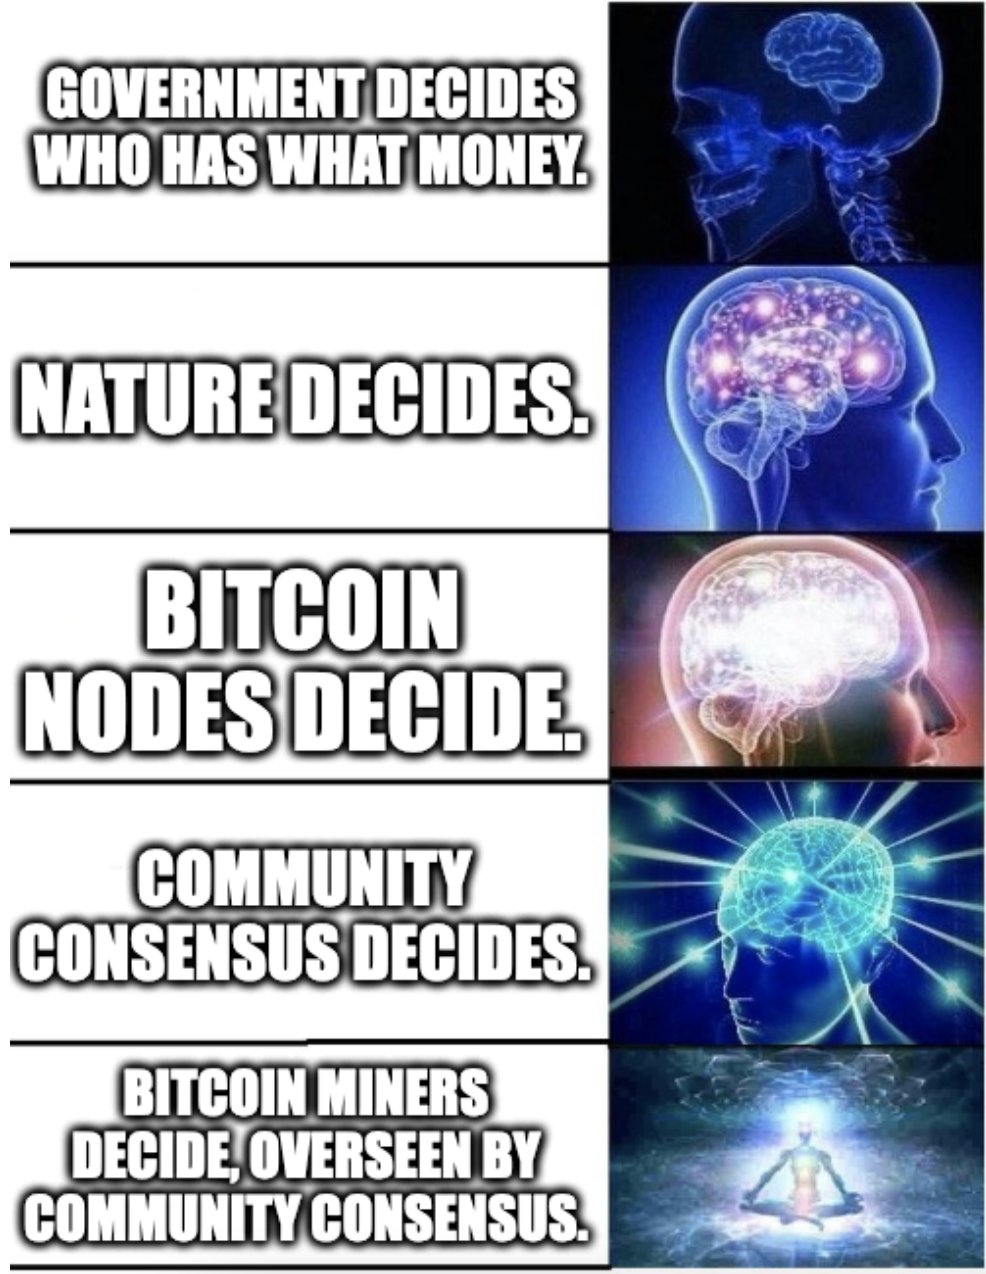 GOVERNMENT DECIDES
WHO HAS WHAT MONEY.
NATURE DECIDES.
BITCOIN
NODES DECIDE.
COMMUNITY
CONSENSUS DECIDES.
BITCOIN MINERS
DECIDE, OVERSEEN BY
COMMUNITY CONSENSUS.